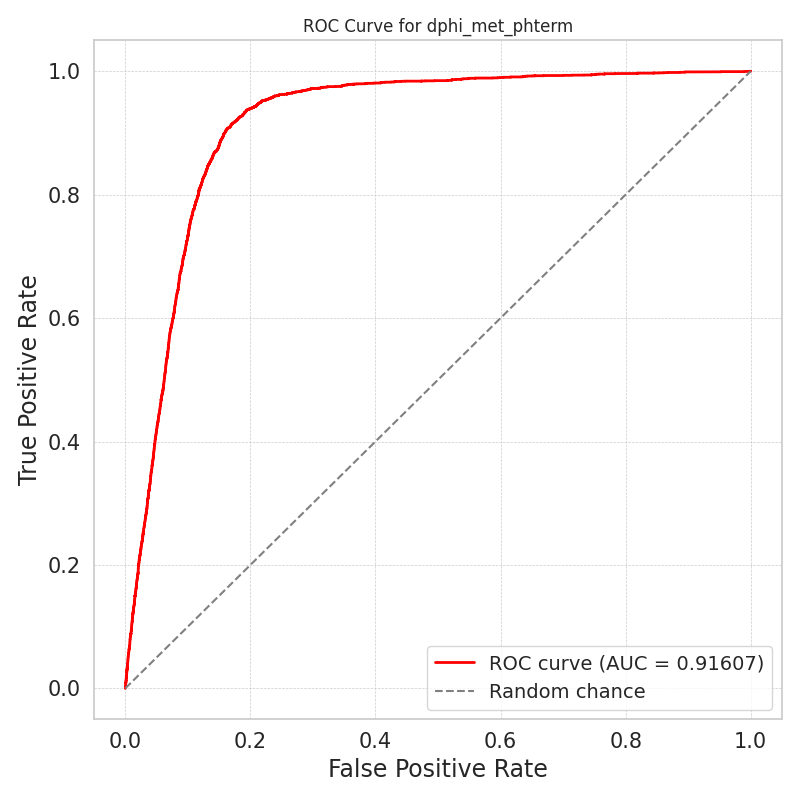 ROC Curve for dphi_met_phterm
True Positive Rate
1.0
0.8
0.6
0.4
0.2
0.0
ROC curve (AUC = 0.91607)
Random chance
0.0 0.2 0.4 0.6 0.8 1.0
False Positive Rate